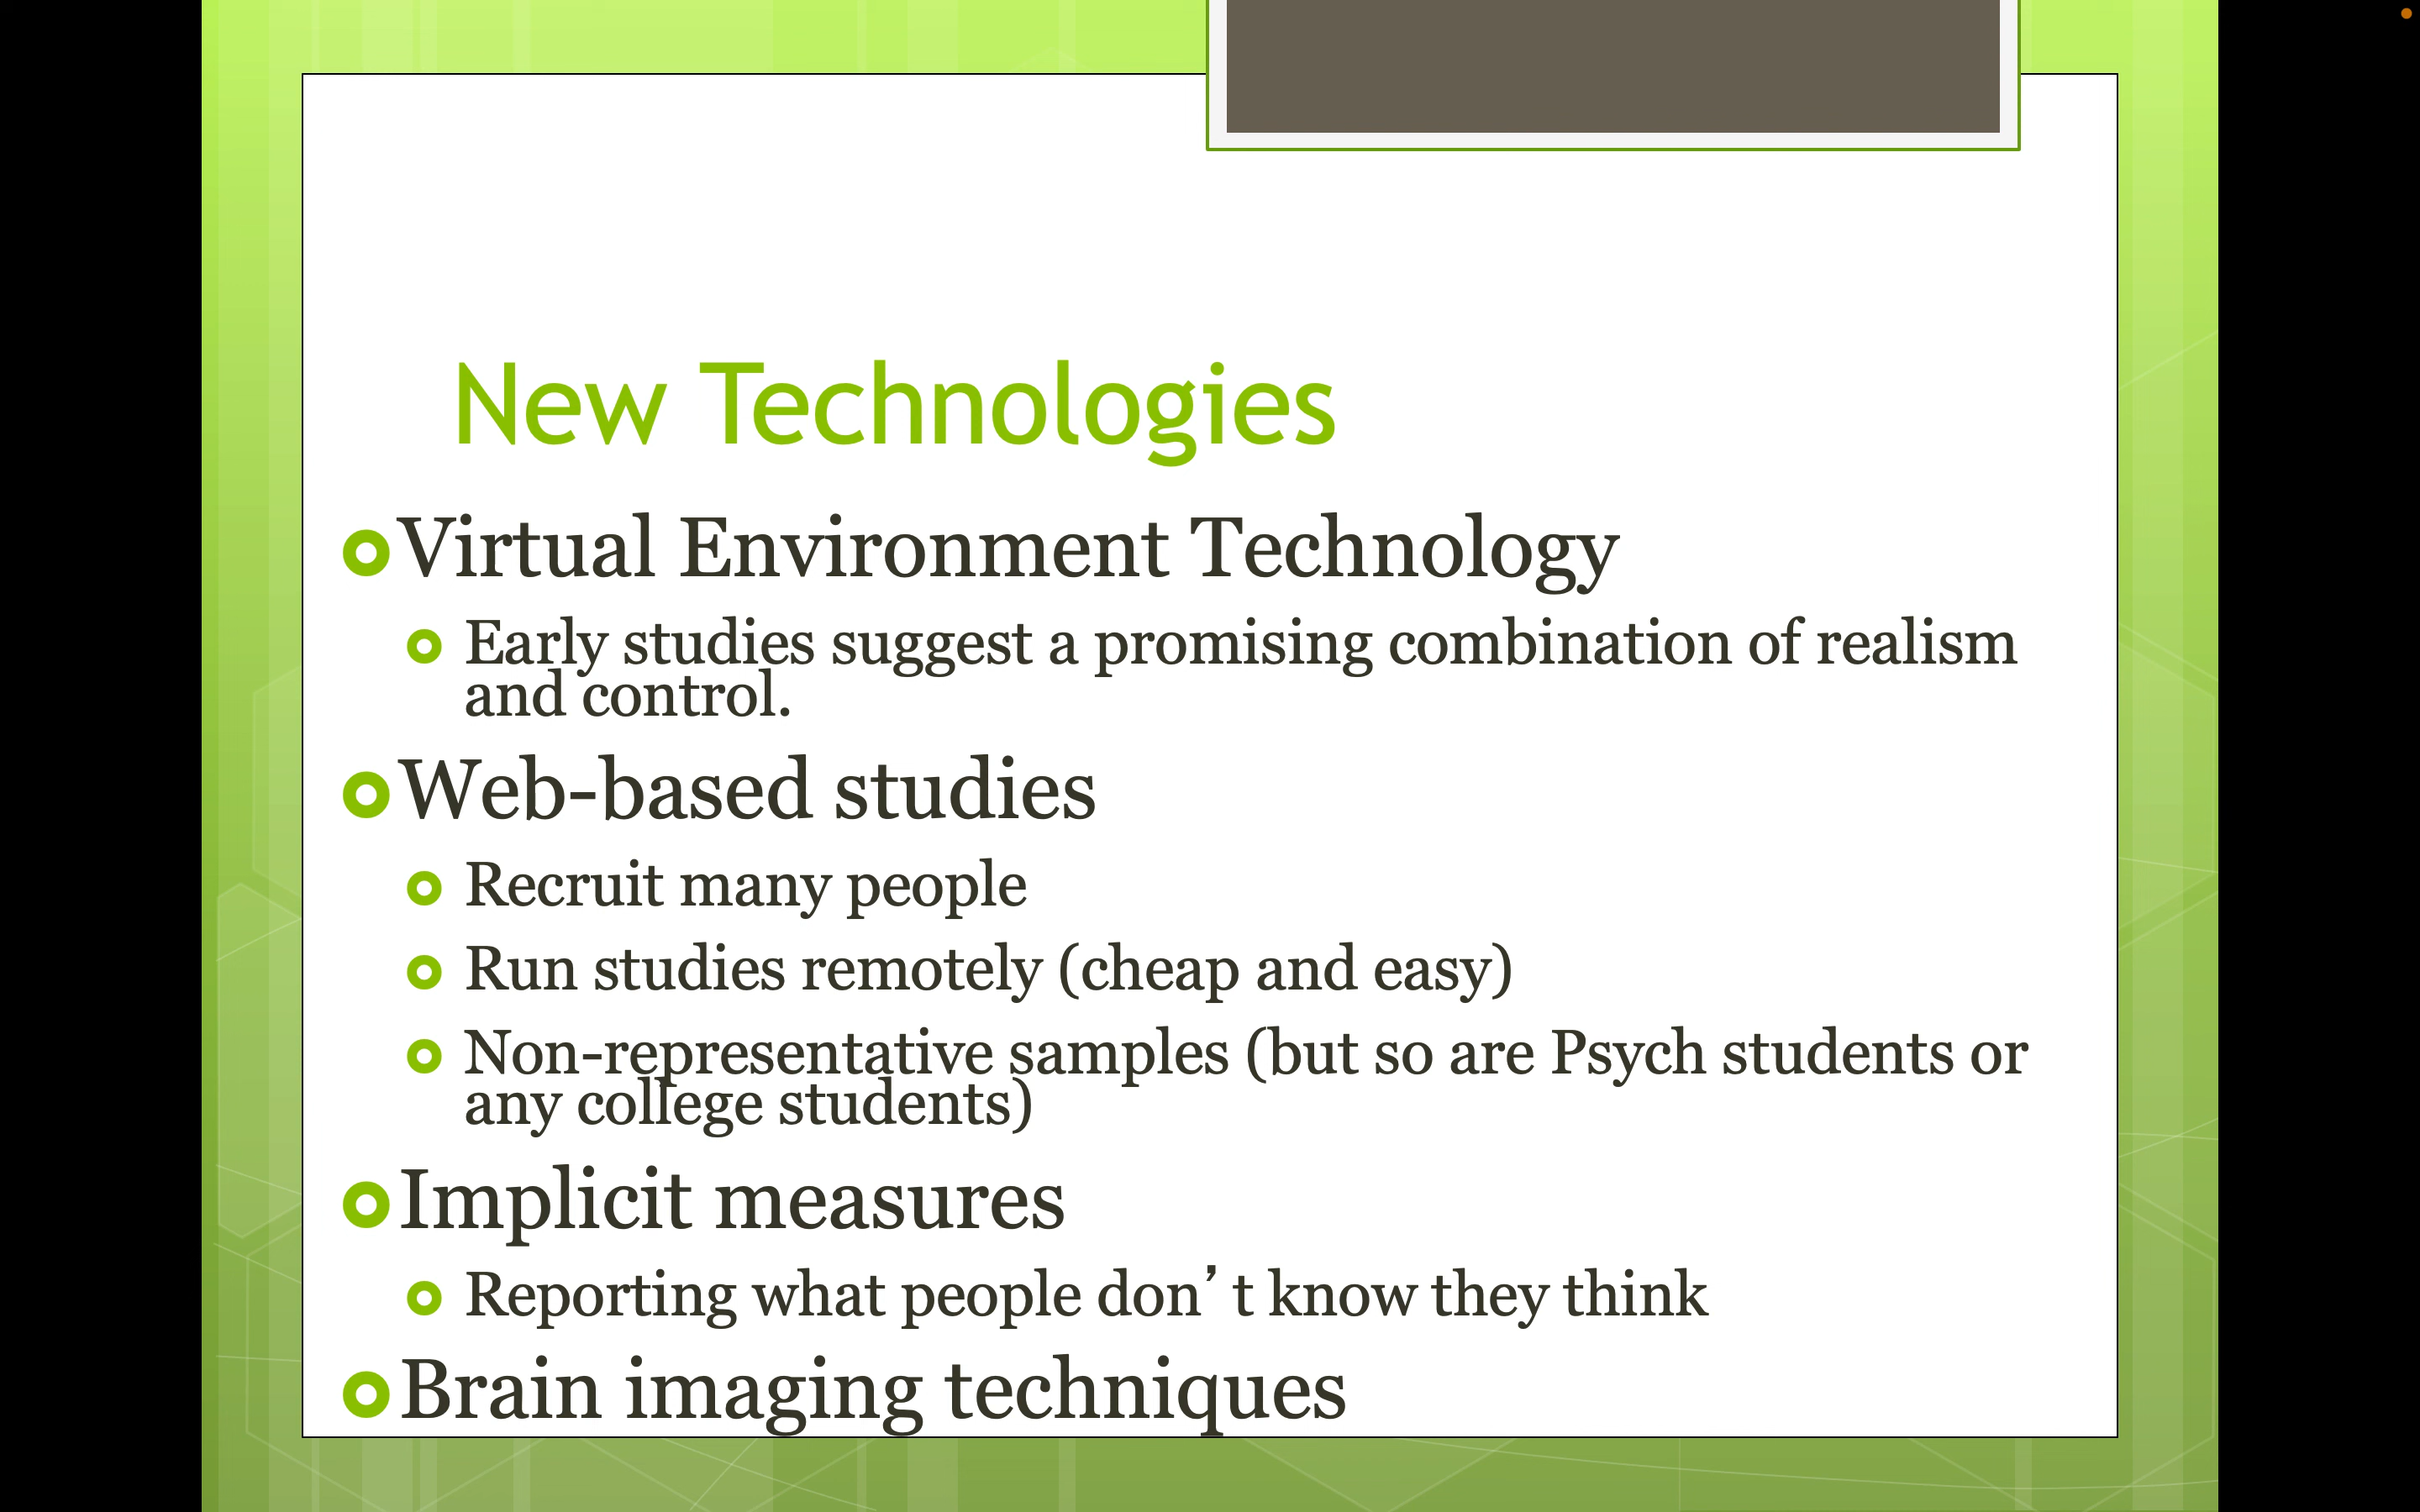 New Technologies
Virtual Environment Technology
Early studies suggest a promising combination of realism
and control.
Web-based studies
Recruit many people
Run studies remotely (cheap and easy)
Non-representative samples (but so are Psych students or
any college students)
Implicit measures
Reporting what people don’t know they think
Brain imaging techniques